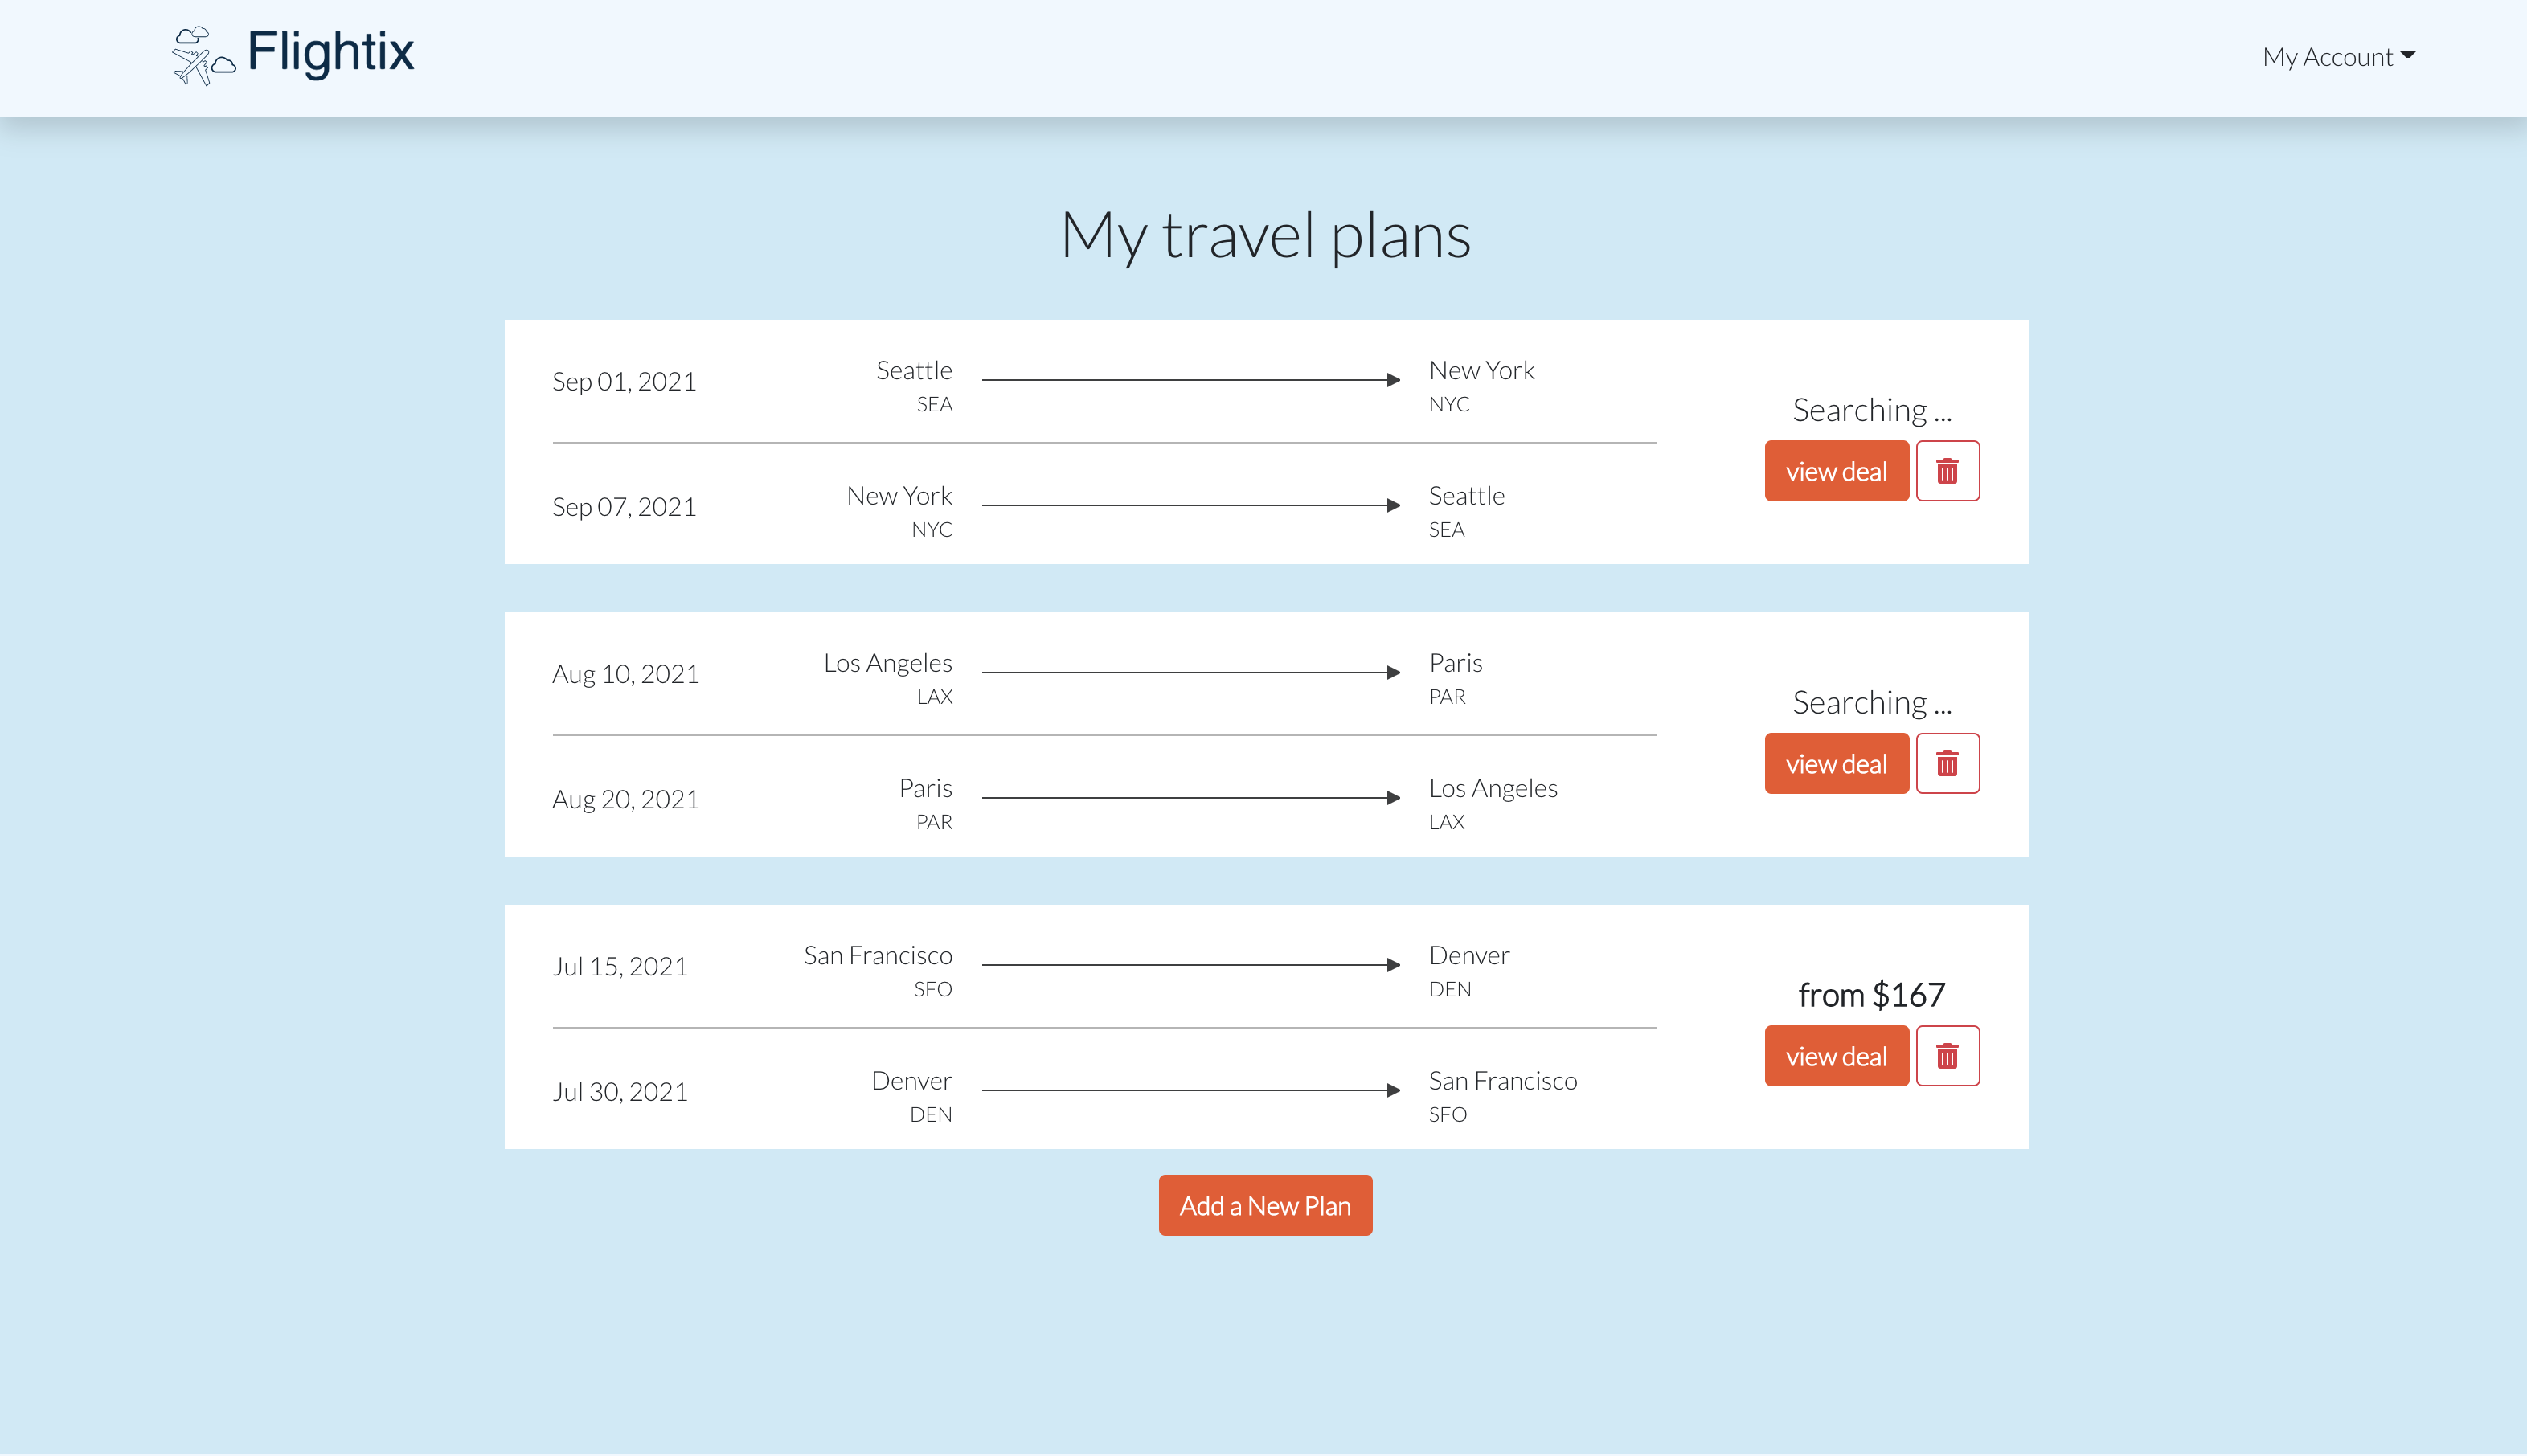 Flightix
My Account
My travel plans
Sep 01, 2021
Seattle
SEA
New York
NYC
Searching ...
view deal
Sep 07, 2021
New York
NYC
Seattle
SEA
Aug 10, 2021
Los Angeles
LAX
Paris
PAR
Searching ...
view deal
Aug 20, 2021
Paris
PAR
Los Angeles
LAX
Jul 15, 2021
San Francisco
SFO
Denver
DEN
from $167
view deal
Jul 30, 2021
Denver
DEN
San Francisco
SFO
Add a New Plan